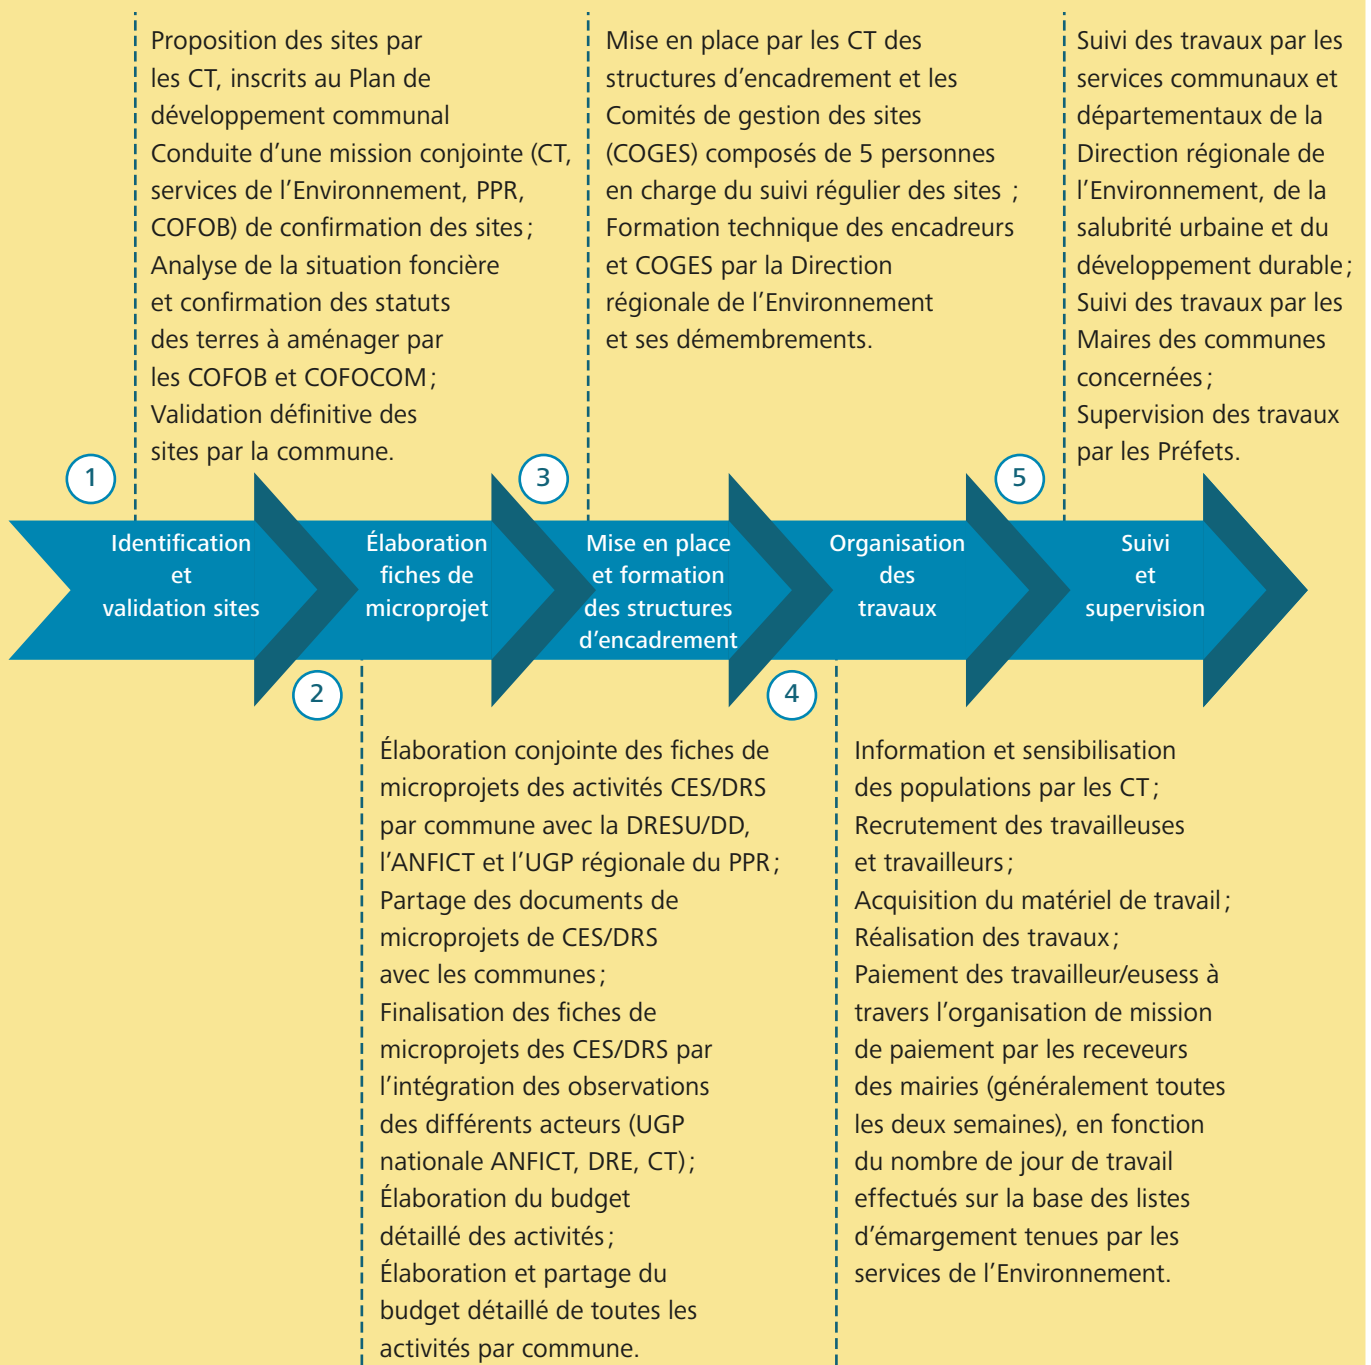 Proposition des sites par
les CT, inscrits au Plan de
développement communal
Conduite d'une mission conjointe (CT,
services de l'Environnement, PPR,
COFOB) de confirmation des sites ;
Analyse de la situation foncière
et confirmation des statuts
des terres à aménager par
les COFOB et COFOCOM ;
Validation définitive des
sites par la commune.
Mise en place par les CT des
structures d'encadrement et les
Comités de gestion des sites
(COGES) composés de 5 personnes
en charge du suivi régulier des sites ;
Formation technique des encadreurs
et COGES par la Direction
régionale de l'Environnement
et ses démembrements.
Suivi des travaux par les
services communaux et
départementaux de la
Direction régionale de
l'Environnement, de la
salubrité urbaine et du
développement durable ;
Suivi des travaux par les
Maires des communes
concernées ;
Supervision des travaux
par les Préfets.
1
3
5
Identification
et
validation sites
Élaboration
fiches de
microprojet
Mise en place
et formation
des structures
d'encadrement
Organisation
des
travaux
Suivi
et
supervision
2
4
Élaboration conjointe des fiches de
microprojets des activités CES/DRS
par commune avec la DRESU/DD,
l'ANFICT et l'UGP régionale du PPR ;
Partage des documents de
microprojets de CES/DRS
avec les communes ;
Finalisation des fiches de
microprojets des CES/DRS par
l'intégration des observations
des différents acteurs (UGP
nationale ANFICT, DRE, CT) ;
Élaboration du budget
détaillé des activités ;
Élaboration et partage du
budget détaillé de toutes les
activités par commune.
Information et sensibilisation
des populations par les CT ;
Recrutement des travailleuses
et travailleurs ;
Acquisition du matériel de travail ;
Réalisation des travaux ;
Paiement des travailleur/eusess à
travers l'organisation de mission
de paiement par les receveurs
des mairies (généralement toutes
les deux semaines), en fonction
du nombre de jour de travail
effectués sur la base des listes
d'émargement tenues par les
services de l'Environnement.